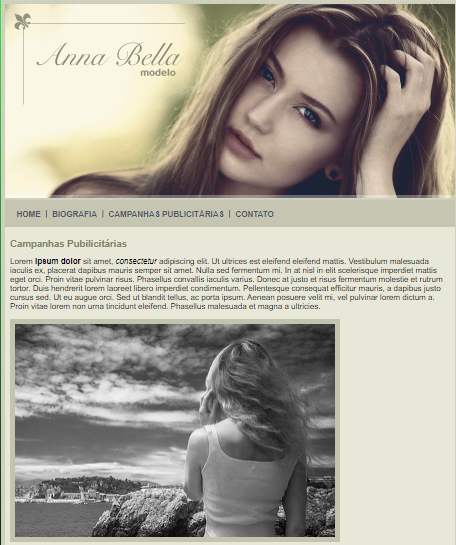 Anna Bella
modelo
HOME | BIOGRAFIA | CAMPANHAS PUBLICITÁRIAS | CONTATO
Campanhas Publicitárias
Lorem ipsum dolor sit amet, consectetur adipiscing elit. Ut ultrices est eleifend eleifend mattis. Vestibulum malesuada
iaculis ex, placerat dapibus mauris semper sit amet. Nulla sed fermentum mi. In at nisl in elit scelerisque imperdiet mattis
eget orci. Proin vitae pulvinar risus. Phasellus convallis iaculis varius. Donec at justo et risus fermentum molestie et rutrum
tortor. Duis hendrerit lorem laoreet libero imperdiet condimentum. Pellentesque consequat efficitur mauris, a dapibus justo
cursus sed. Ut eu augue orci. Sed ut blandit tellus, ac porta ipsum. Aenean posuere velit mi, vel pulvinar lorem dictum a.
Proin vitae lorem non urna tincidunt eleifend. Phasellus malesuada et magna a ultricies.